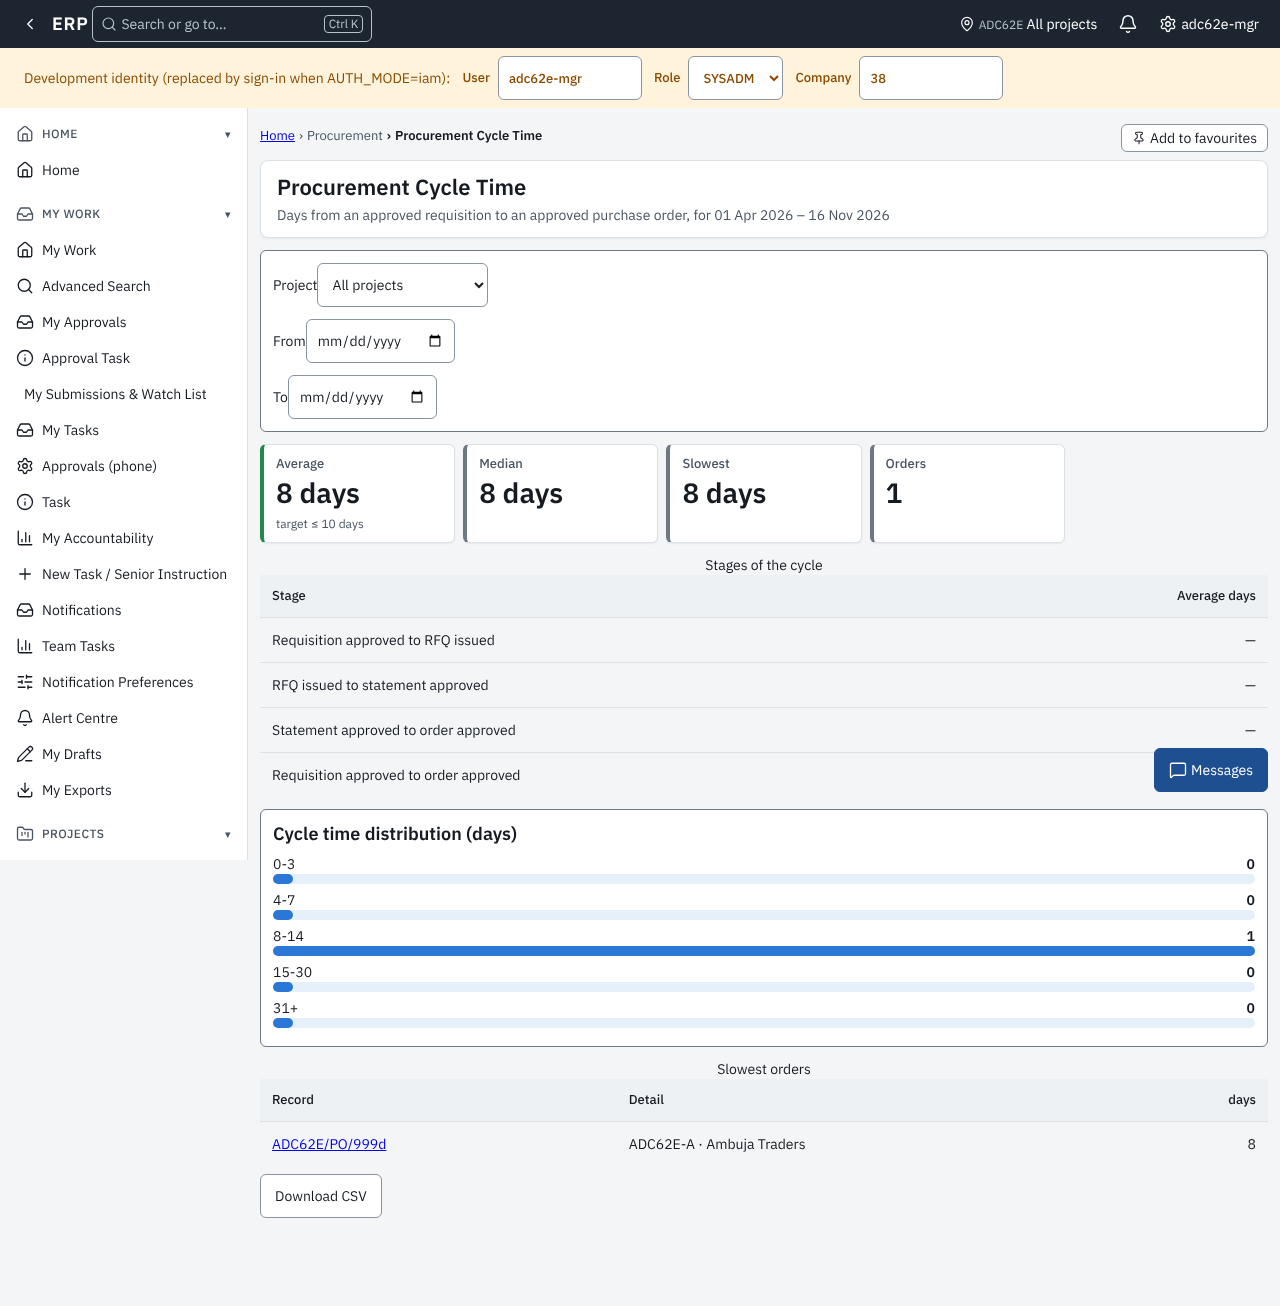 ERP
Search or go to...
Ctrl K
ADC62E All projects
adc62e-mgr
Development identity (replaced by sign-in when AUTH_MODE=iam):
User
adc62e-mgr
Role
SYSADM
Company
38
HOME
Home
MY WORK
My Work
Advanced Search
My Approvals
Approval Task
My Submissions & Watch List
My Tasks
Approvals (phone)
Task
My Accountability
New Task / Senior Instruction
Notifications
Team Tasks
Notification Preferences
Alert Centre
My Drafts
My Exports
PROJECTS
Home › Procurement › Procurement Cycle Time
Add to favourites
Procurement Cycle Time
Days from an approved requisition to an approved purchase order, for 01 Apr 2026 – 16 Nov 2026
Project
All projects
From
mm/dd/yyyy
To
mm/dd/yyyy
Average
8 days
target ≤ 10 days
Median
8 days
Slowest
8 days
Orders
1
Stages of the cycle
Stage Average days
Requisition approved to RFQ issued —
RFQ issued to statement approved —
Statement approved to order approved —
Requisition approved to order approved
Messages
Cycle time distribution (days)
0-3 0
4-7 0
8-14 1
15-30 0
31+ 0
Slowest orders
Record Detail days
ADC62E/PO/999d ADC62E-A · Ambuja Traders 8
Download CSV